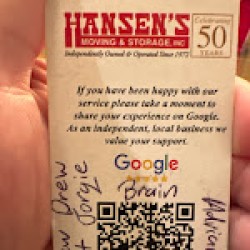 HANSEN'S
MOVING & STORAGE, INC
Independently Owned & Operated Since 1972
Celebrating
50
YEARS
If you have been happy with our
service please take a moment to
share your experience on Google.
As an independent, local business we
value your support.
Google
Brain
Drew
Jorgie